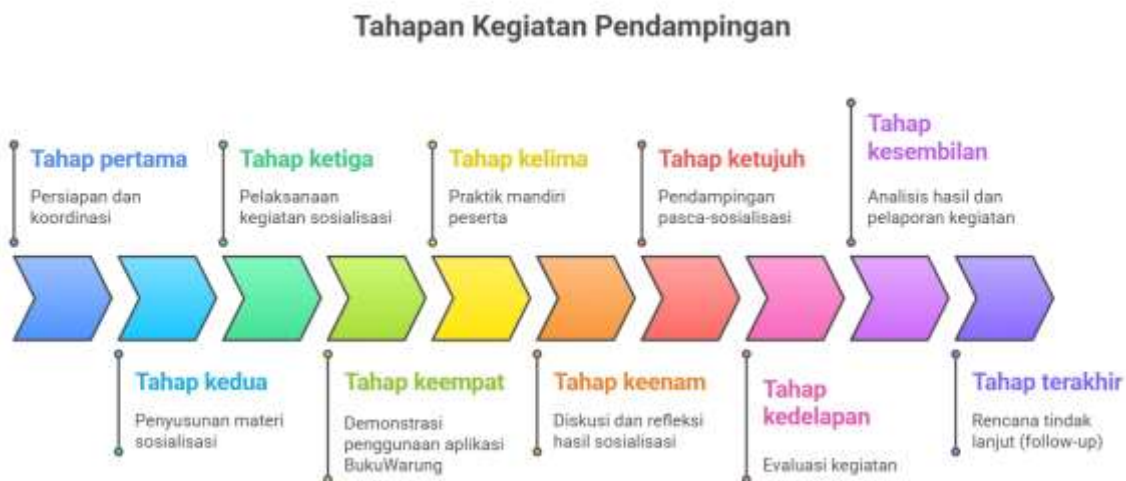 Tahapan Kegiatan Pendampingan
Tahap pertama
Persiapan dan
koordinasi
Tahap kedua
Penyusunan materi
sosialisasi
Tahap ketiga
Pelaksanaan
kegiatan sosialisasi
Tahap keempat
Demonstrasi
penggunaan aplikasi
BukuWarung
Tahap kelima
Praktik mandiri
peserta
Tahap keenam
Diskusi dan refleksi
hasil sosialisasi
Tahap ketujuh
Pendampingan
pasca-sosialisasi
Tahap
kedelapan
Evaluasi kegiatan
Tahap
kesembilan
Analisis hasil dan
pelaporan kegiatan
Tahap terakhir
Rencana tindak
lanjut (follow-up)